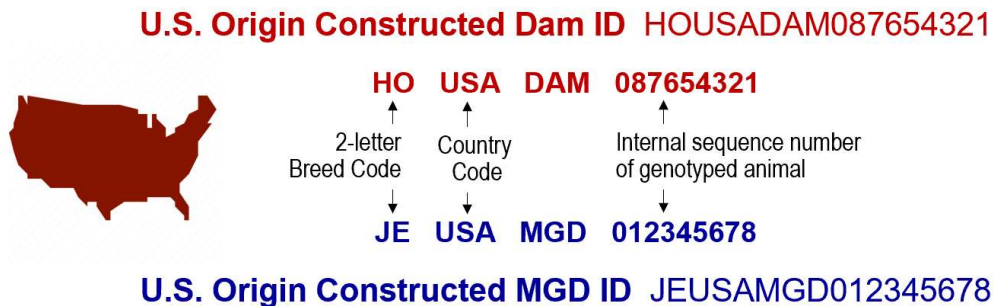 U.S. Origin Constructed Dam ID HOUSADAM087654321
HO USA DAM 087654321
2-letter Breed Code
Country Code
Internal sequence number of genotyped animal
JE USA MGD 012345678
U.S. Origin Constructed MGD ID JEUSAMGD012345678